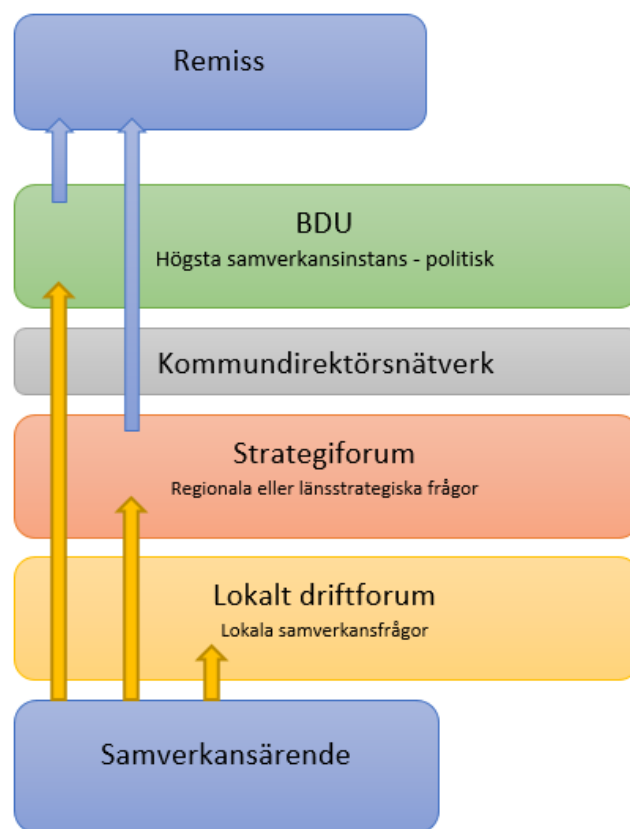 Remiss
BDU
Högsta samverkansinstans - politisk
Kommundirektörsnätverk
Strategiforum
Regionala eller länsstrategiska frågor
Lokalt driftforum
Lokala samverkansfrågor
Samverkansärende